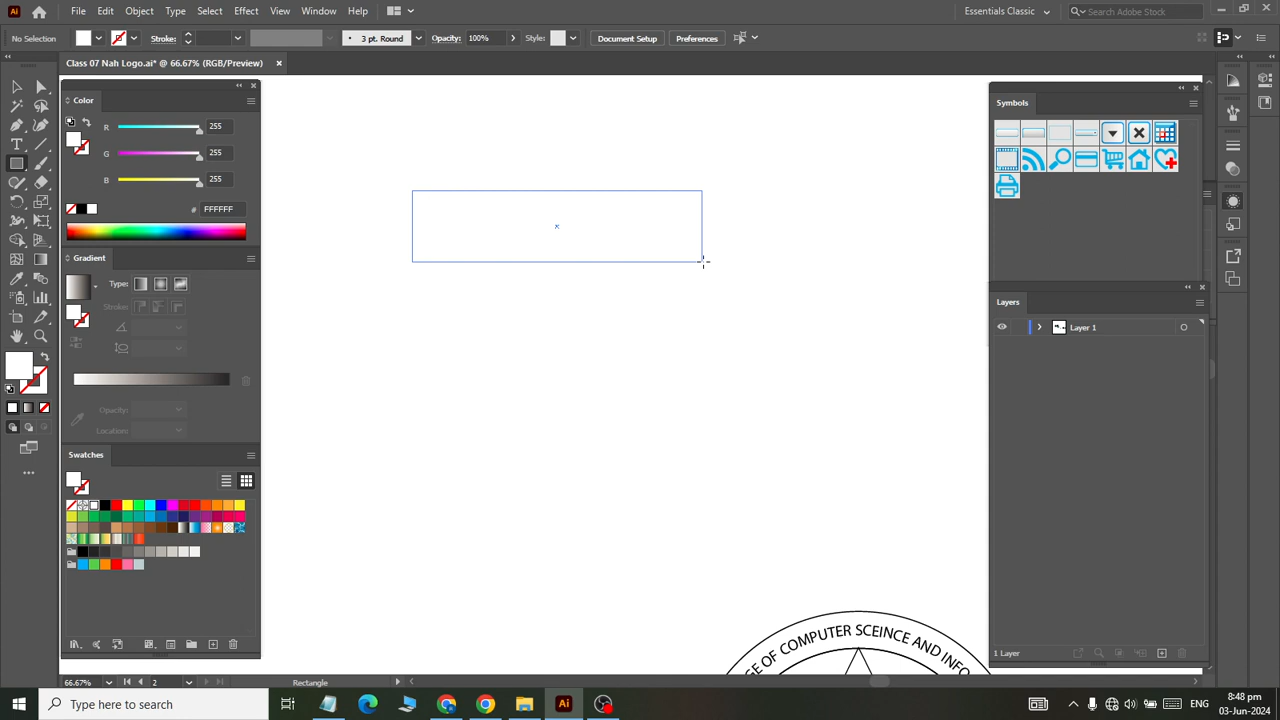 File Edit Object Type Select Effect View Window Help
Essentials Classic
Search Adobe Stock
No Selection
Stroke:
3 pt. Round
Opacity: 100%
Style:
Document Setup
Preferences
Class 07 Nah Logo.ai* @ 66.67% (RGB/Preview)
Color
R 255
G 255
B 255
# FFFFFF
Gradient
Type:
Stroke:
Opacity:
Location:
Swatches
Symbols
Layers
Layer 1
1 Layer
GE OF COMPUTER SCEINCE AND INFO
66.67%
2
Rectangle
Type here to search
ENG
8:48 pm
03-Jun-2024